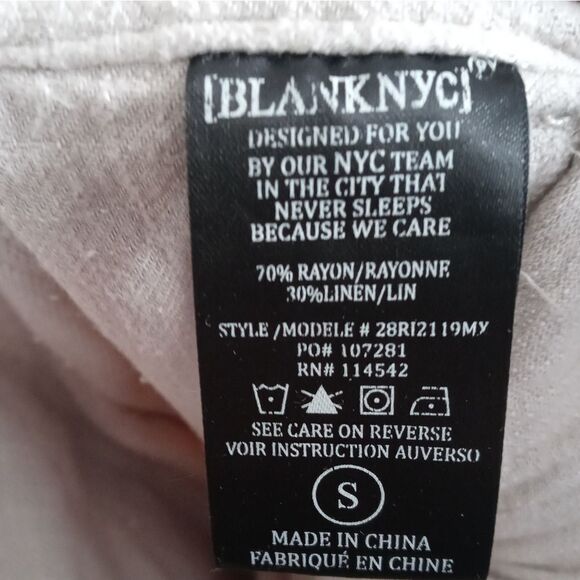 [BLANKNYC]
DESIGNED FOR YOU
BY OUR NYC TEAM
IN THE CITY THAT
NEVER SLEEPS
BECAUSE WE CARE
70% RAYON/RAYONNE
30%LINEN/LIN
STYLE/MODELE # 28RI2119MY
PO# 107281
RN# 114542
SEE CARE ON REVERSE
VOIR INSTRUCTION AUVERSO
S
MADE IN CHINA
FABRIQUÉ EN CHINE